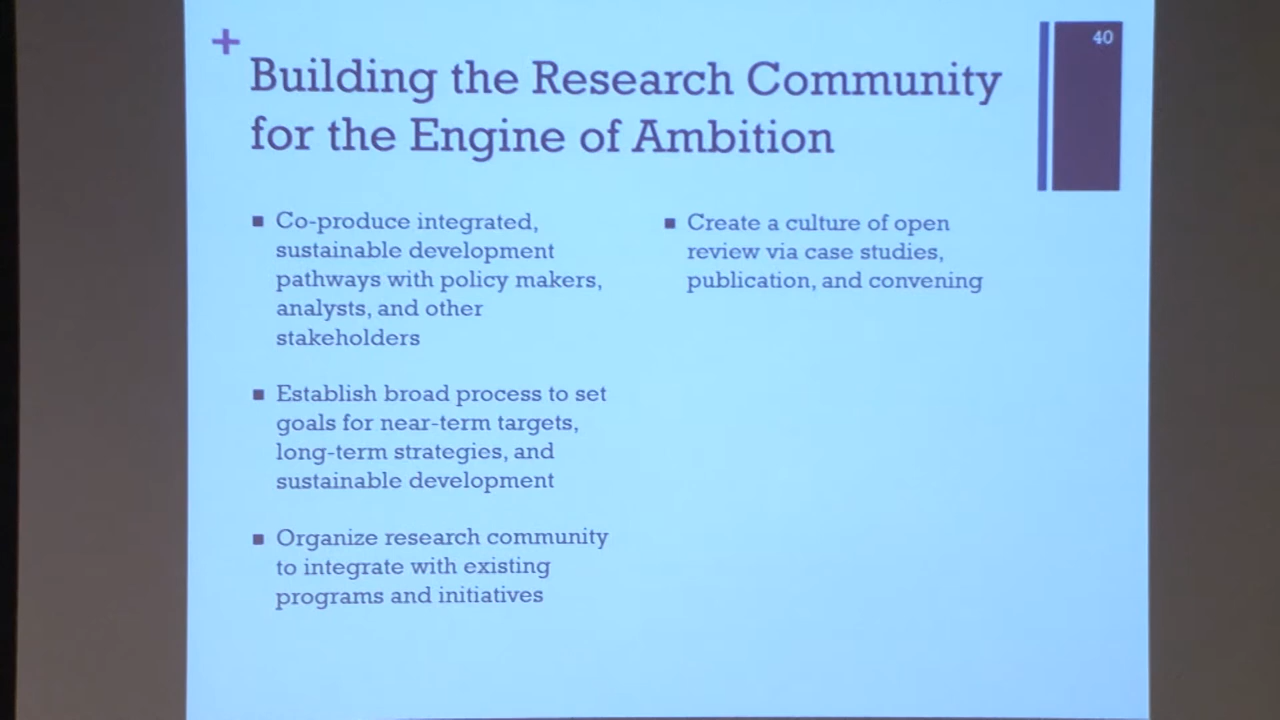 +
40
Building the Research Community
for the Engine of Ambition
■ Co-produce integrated,
sustainable development
pathways with policy makers,
analysts, and other
stakeholders
■ Establish broad process to set
goals for near-term targets,
long-term strategies, and
sustainable development
■ Organize research community
to integrate with existing
programs and initiatives
■ Create a culture of open
review via case studies,
publication, and convening